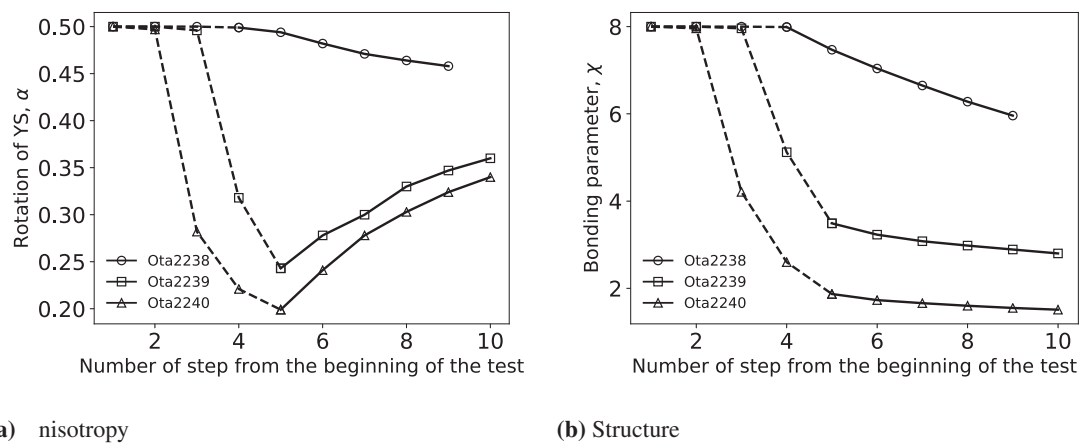 0.50
0.45
0.40
0.35
0.30
0.25
0.20
Rotation of YS, α
Ota2238
Ota2239
Ota2240
2 4 6 8 10
Number of step from the beginning of the test
8
6
4
2
Bonding parameter, χ
Ota2238
Ota2239
Ota2240
2 4 6 8 10
Number of step from the beginning of the test
a) nisotropy
(b) Structure